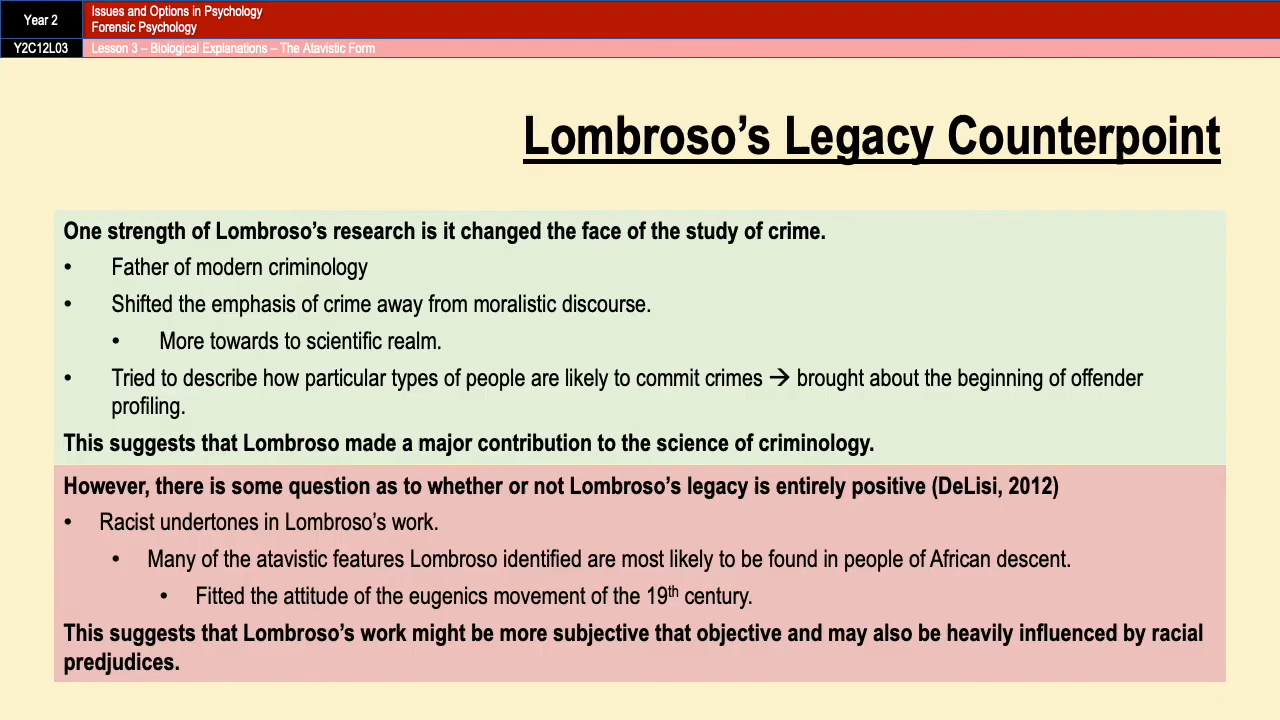 Year 2
Issues and Options in Psychology
Forensic Psychology
Y2C12L03
Lesson 3 – Biological Explanations – The Atavistic Form
Lombroso’s Legacy Counterpoint
One strength of Lombroso’s research is it changed the face of the study of crime.
• Father of modern criminology
• Shifted the emphasis of crime away from moralistic discourse.
• More towards to scientific realm.
• Tried to describe how particular types of people are likely to commit crimes → brought about the beginning of offender
profiling.
This suggests that Lombroso made a major contribution to the science of criminology.
However, there is some question as to whether or not Lombroso’s legacy is entirely positive (DeLisi, 2012)
• Racist undertones in Lombroso’s work.
• Many of the atavistic features Lombroso identified are most likely to be found in people of African descent.
• Fitted the attitude of the eugenics movement of the 19th century.
This suggests that Lombroso’s work might be more subjective that objective and may also be heavily influenced by racial
predjudices.